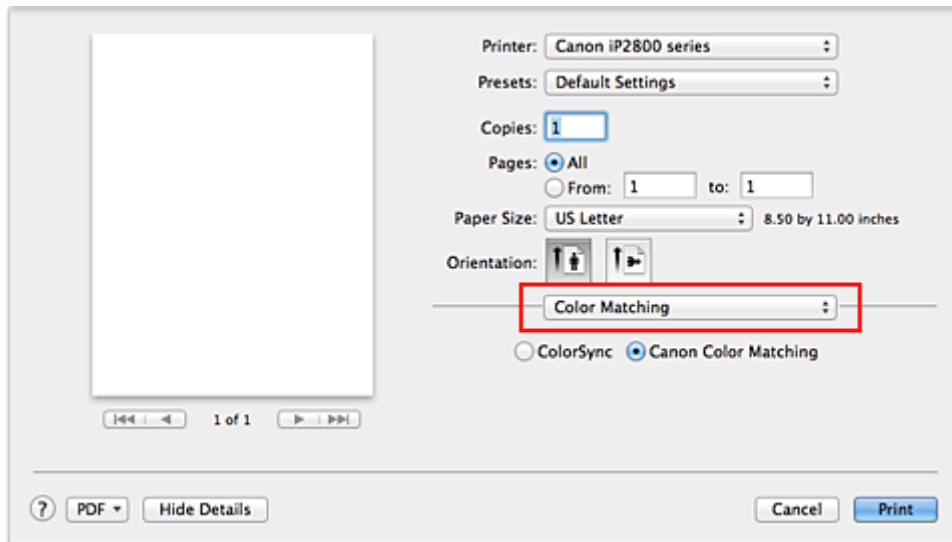 Printer: Canon iP2800 series
Presets: Default Settings
Copies: 1
Pages: All
From: 1 to: 1
Paper Size: US Letter 8.50 by 11.00 inches
Orientation:
Color Matching
ColorSync Canon Color Matching
1 of 1
? PDF Hide Details Cancel Print